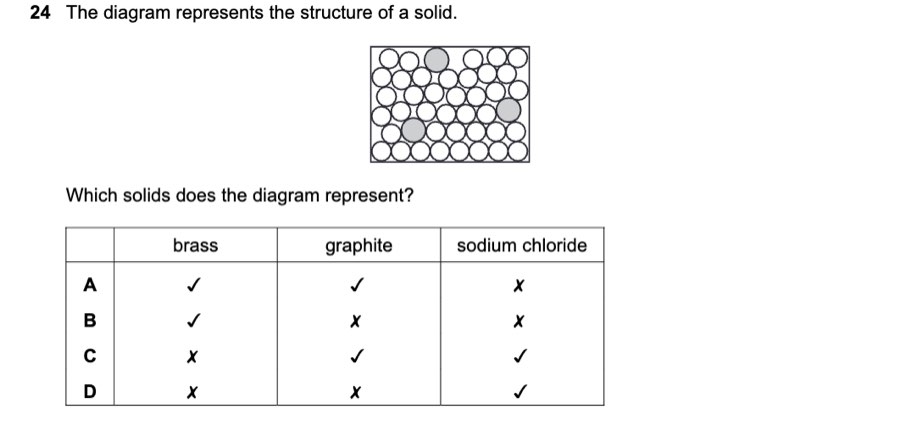 24 The diagram represents the structure of a solid.
Which solids does the diagram represent?
brass graphite sodium chloride
A ✓ ✓ ✗
B ✓ ✗ ✗
C ✗ ✓ ✓
D ✗ ✗ ✓